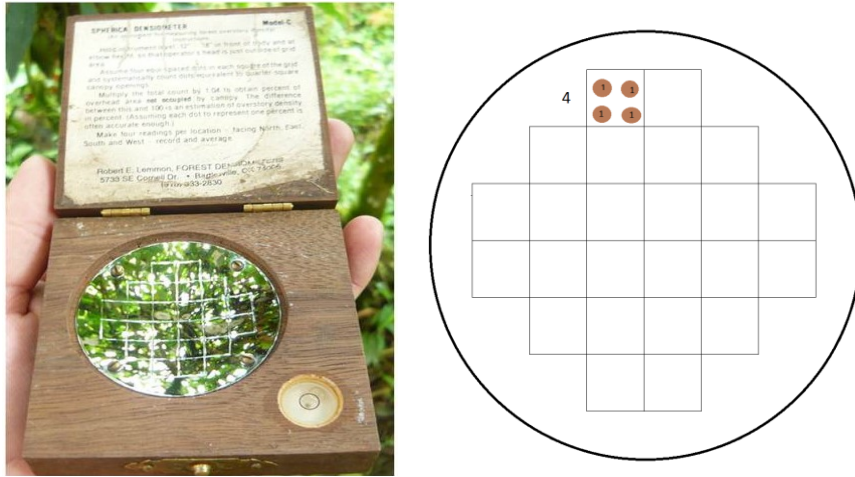 SPHERICAL DENSIOMETER Model-C
Instructions
Hold instrument level, 12" - 18" in front of body and at
elbow height, so that operator's head is just outside of grid
area.
Assume four equi-spaced dots in each square of the grid
and systematically count dots equivalent to quarter-square
canopy openings.
Multiply the total count by 1.04 to obtain percent of
overhead area not occupied by canopy. The difference
between this and 100 is an estimation of overstory density
in percent. (Assuming each dot to represent one percent is
often accurate enough.)
Make four readings per location - facing North, East,
South and West - record and average.
Robert E. Lemmon, FOREST DENSIOMETERS
5733 SE Cornell Dr. • Bartlesville, OK 74006
4
1 1
1 1